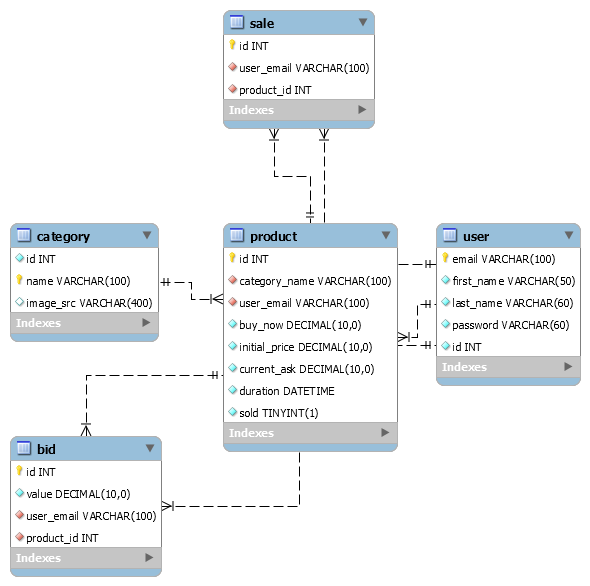 sale
id INT
user_email VARCHAR(100)
product_id INT
Indexes
category
id INT
name VARCHAR(100)
image_src VARCHAR(400)
Indexes
product
id INT
category_name VARCHAR(100)
user_email VARCHAR(100)
buy_now DECIMAL(10,0)
initial_price DECIMAL(10,0)
current_ask DECIMAL(10,0)
duration DATETIME
sold TINYINT(1)
Indexes
user
email VARCHAR(100)
first_name VARCHAR(50)
last_name VARCHAR(60)
password VARCHAR(60)
id INT
Indexes
bid
id INT
value DECIMAL(10,0)
user_email VARCHAR(100)
product_id INT
Indexes